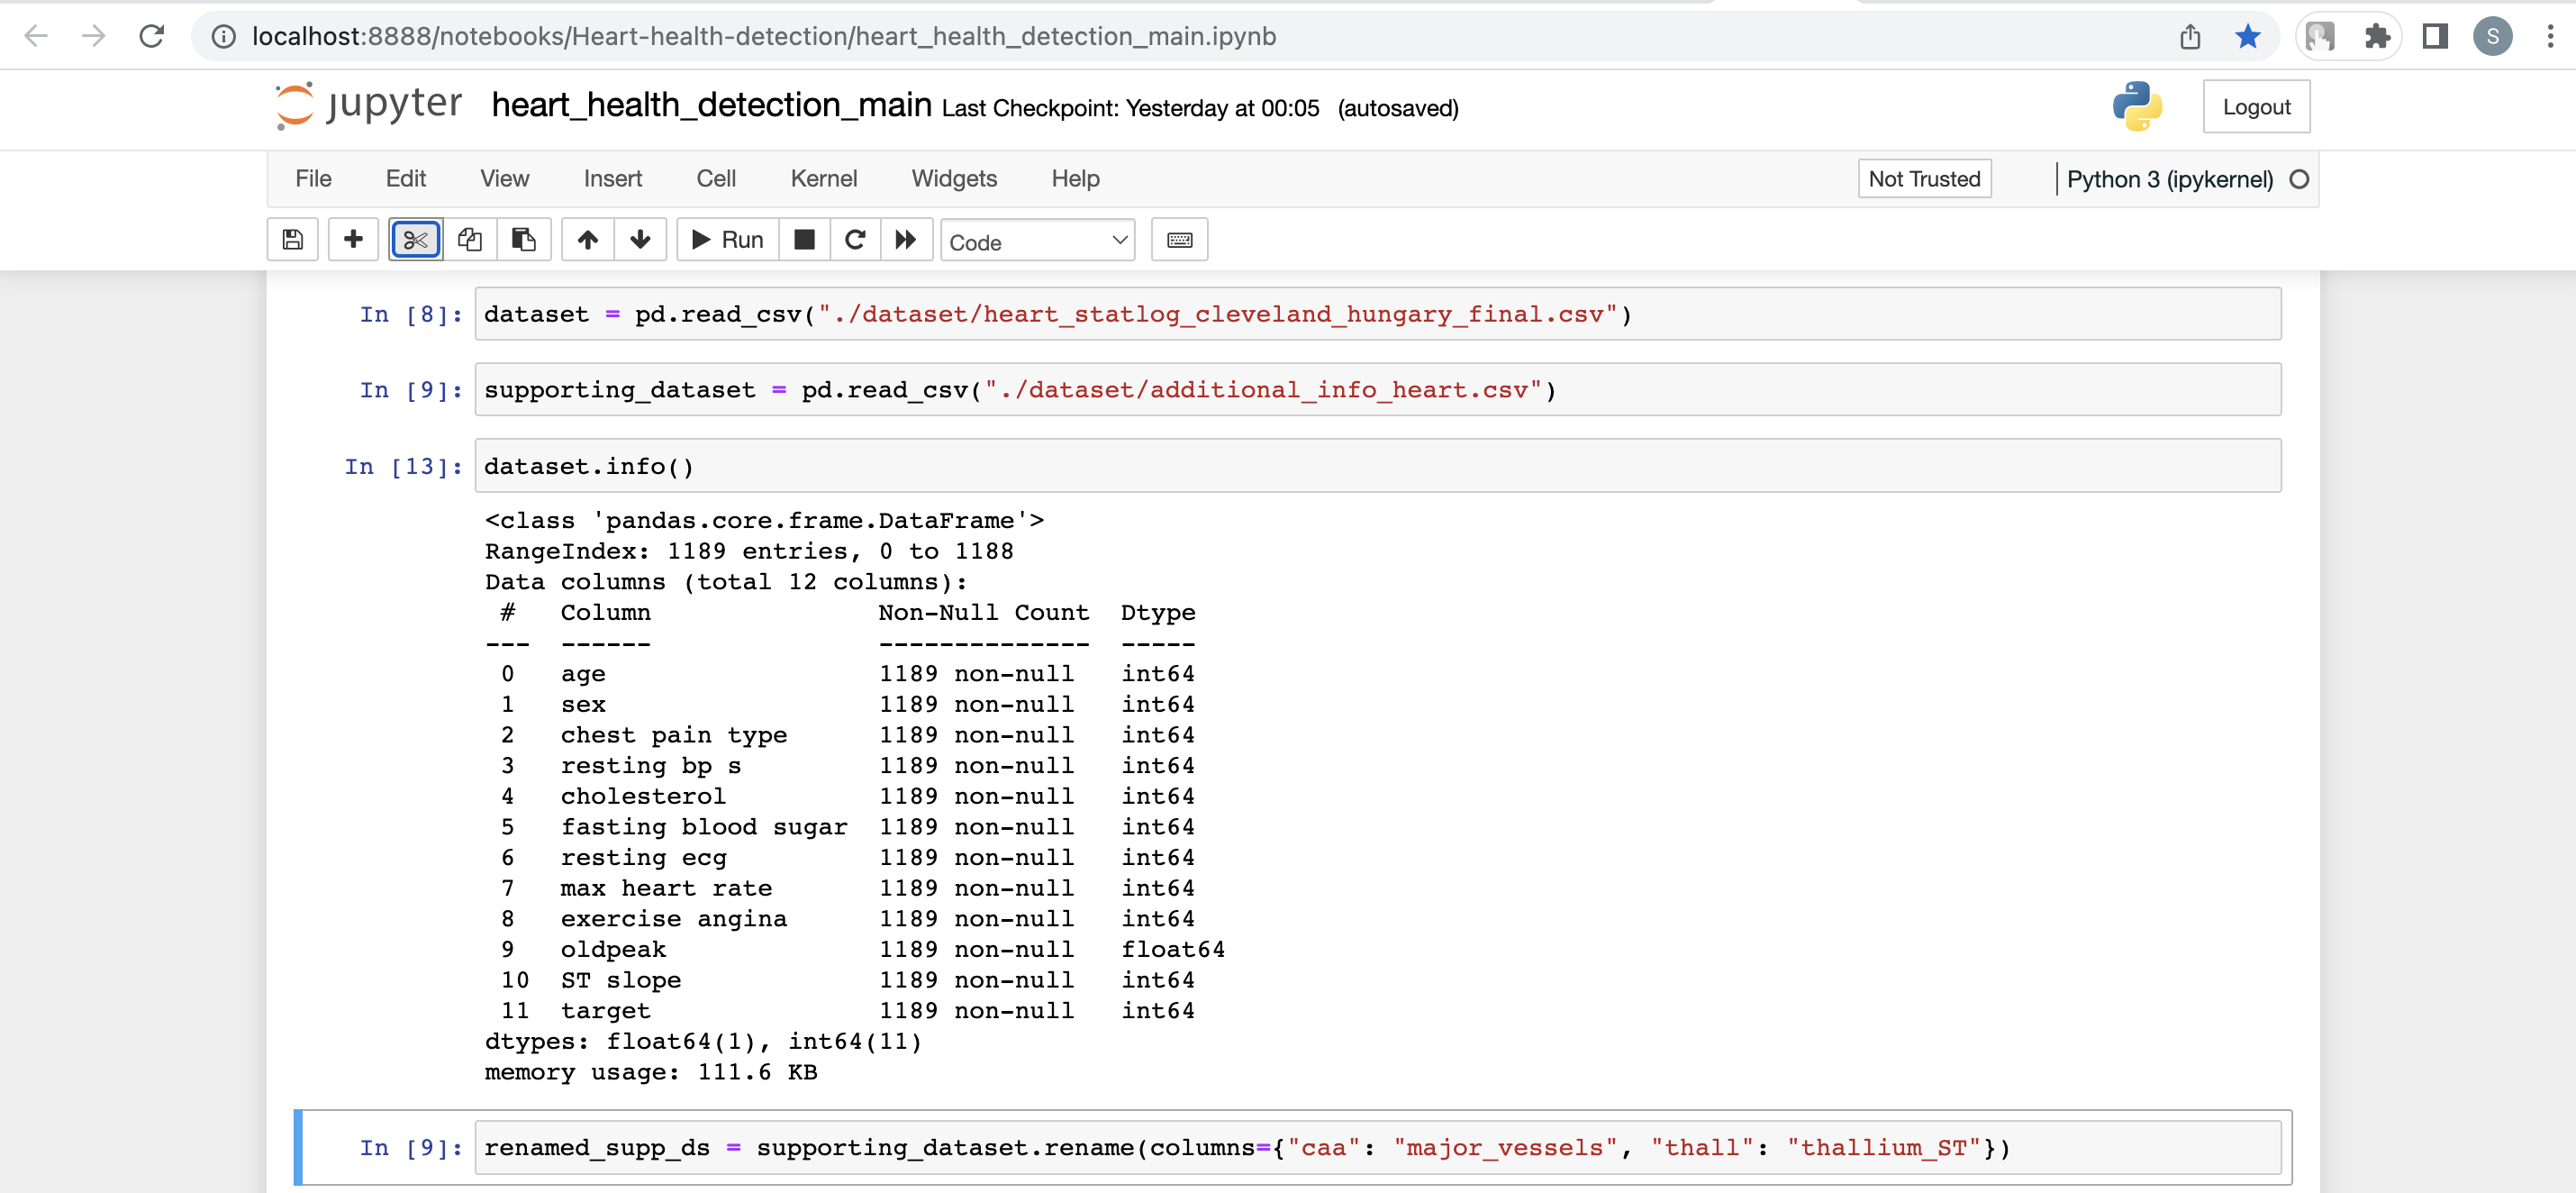 localhost:8888/notebooks/Heart-health-detection/heart_health_detection_main.ipynb
S
jupyter heart_health_detection_main Last Checkpoint: Yesterday at 00:05 (autosaved)
Logout
File Edit View Insert Cell Kernel Widgets Help
Not Trusted
Python 3 (ipykernel)
Run
Code
In [8]: dataset = pd.read_csv("./dataset/heart_statlog_cleveland_hungary_final.csv")
In [9]: supporting_dataset = pd.read_csv("./dataset/additional_info_heart.csv")
In [13]: dataset.info()
<class 'pandas.core.frame.DataFrame'>
RangeIndex: 1189 entries, 0 to 1188
Data columns (total 12 columns):
 #   Column               Non-Null Count  Dtype
---  ------               --------------  -----
 0   age                  1189 non-null   int64
 1   sex                  1189 non-null   int64
 2   chest pain type      1189 non-null   int64
 3   resting bp s         1189 non-null   int64
 4   cholesterol          1189 non-null   int64
 5   fasting blood sugar  1189 non-null   int64
 6   resting ecg          1189 non-null   int64
 7   max heart rate       1189 non-null   int64
 8   exercise angina      1189 non-null   int64
 9   oldpeak              1189 non-null   float64
 10  ST slope             1189 non-null   int64
 11  target               1189 non-null   int64
dtypes: float64(1), int64(11)
memory usage: 111.6 KB
In [9]: renamed_supp_ds = supporting_dataset.rename(columns={"caa": "major_vessels", "thall": "thallium_ST"})